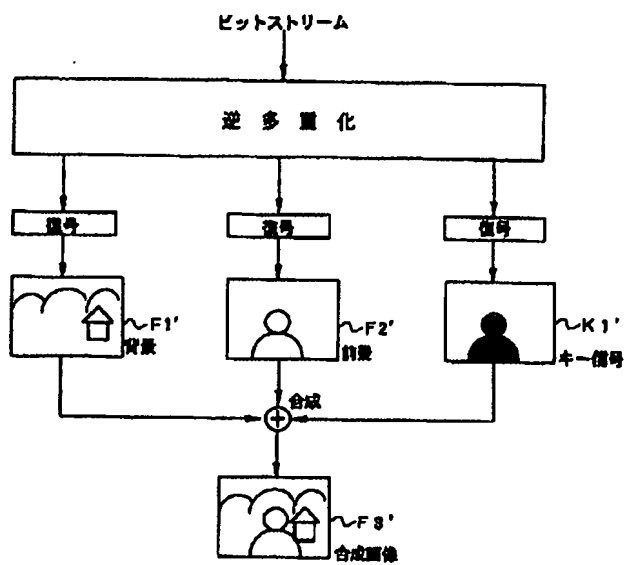 ビットストリーム
逆多重化
復号
復号
復号
F1'
背景
F2'
前景
K1'
キー信号
合成
F3'
合成画像